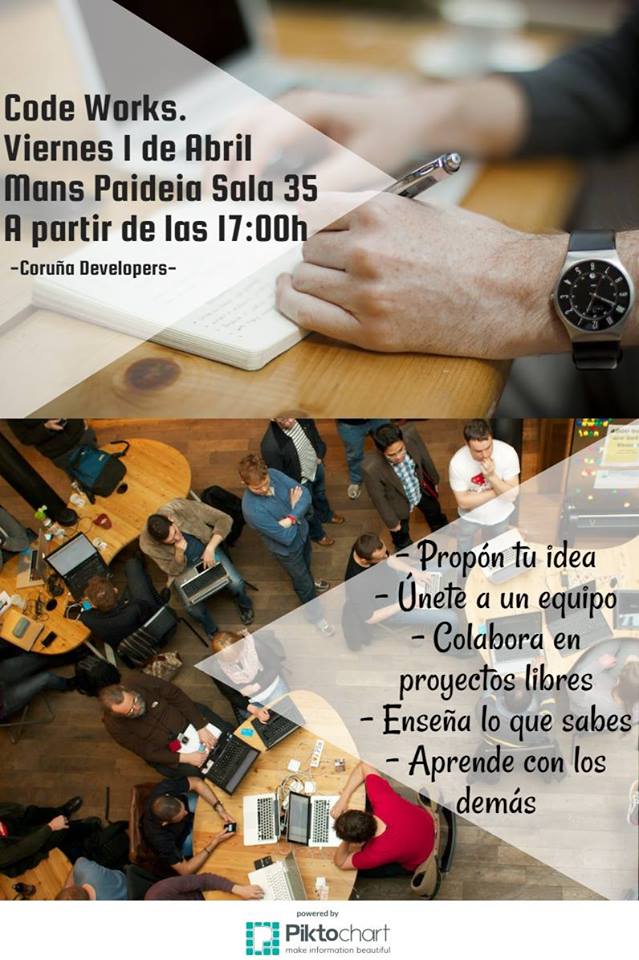 Code Works.
Viernes 1 de Abril
Mans Paideia Sala 35
A partir de las 17:00h
-Coruña Developers-
- Propón tu idea
- Únete a un equipo
- Colabora en
proyectos libres
- Enseña lo que sabes
- Aprende con los
demás
powered by
Piktochart
make information beautiful